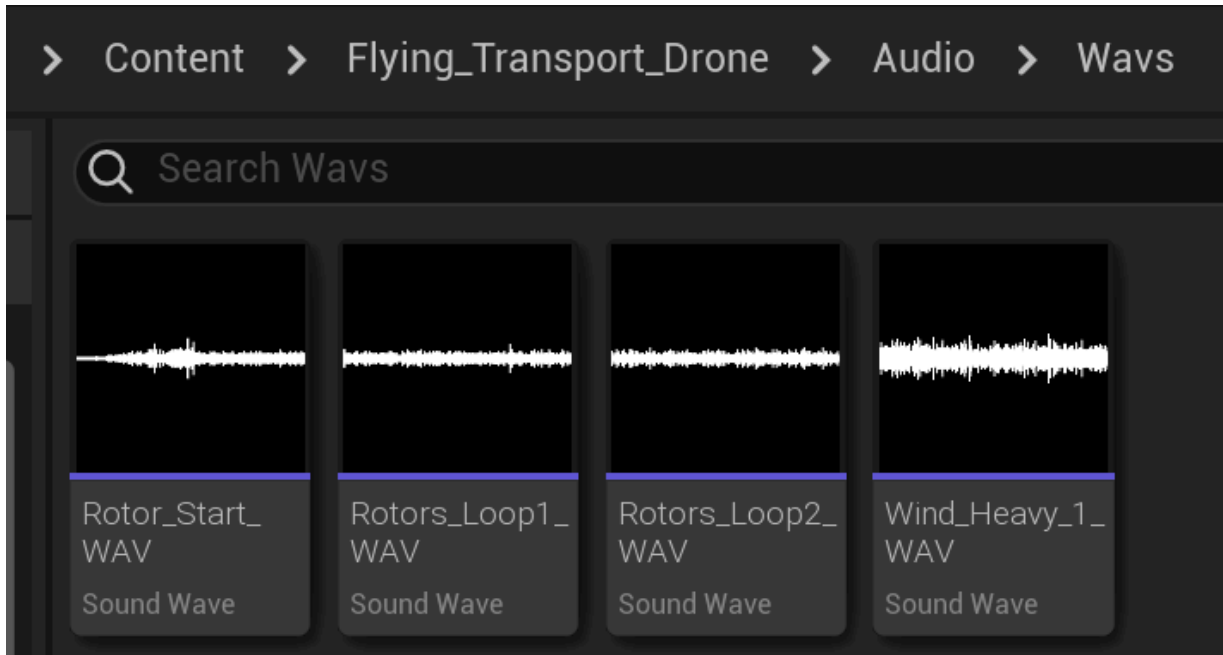 > Content > Flying_Transport_Drone > Audio > Wavs
Search Wavs
Rotor_Start_
WAV
Sound Wave
Rotors_Loop1_
WAV
Sound Wave
Rotors_Loop2_
WAV
Sound Wave
Wind_Heavy_1_
WAV
Sound Wave